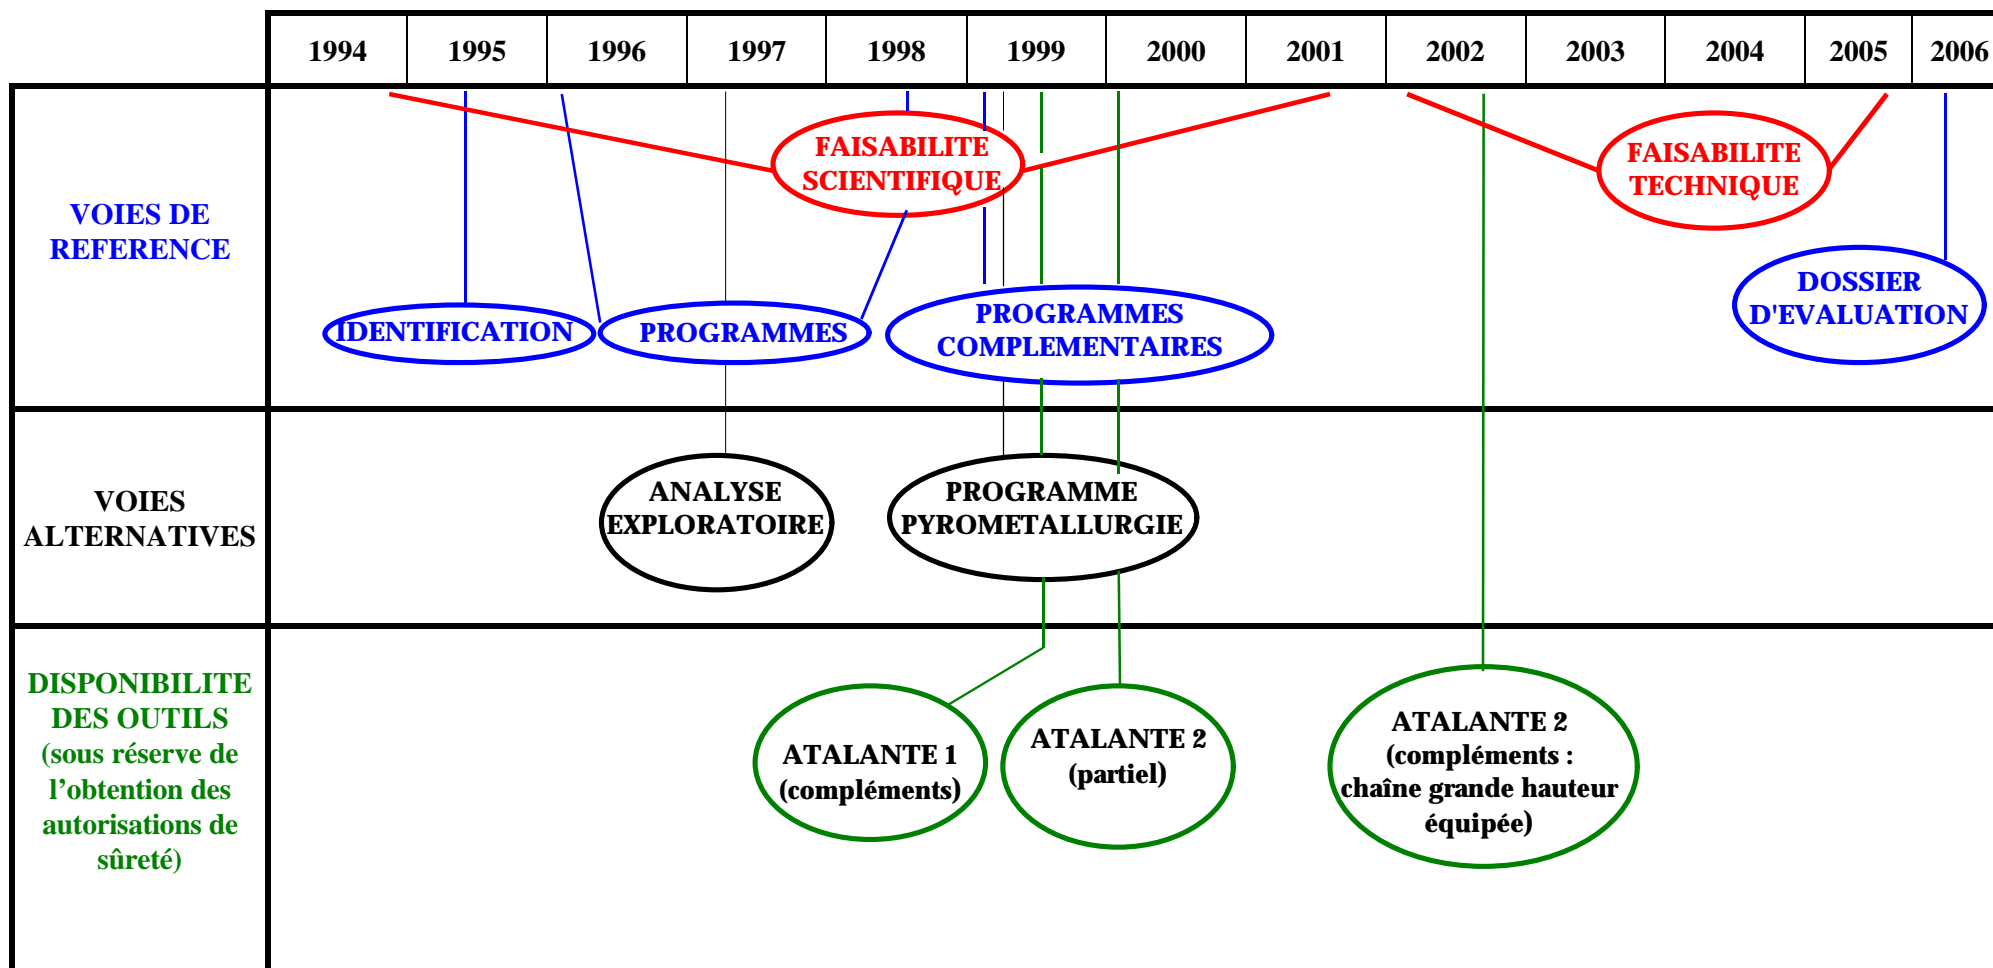 1994 1995 1996 1997 1998 1999 2000 2001 2002 2003 2004 2005 2006
VOIES DE
REFERENCE
FAISABILITE
SCIENTIFIQUE
FAISABILITE
TECHNIQUE
IDENTIFICATION
PROGRAMMES
PROGRAMMES
COMPLEMENTAIRES
DOSSIER
D'EVALUATION
VOIES
ALTERNATIVES
ANALYSE
EXPLORATOIRE
PROGRAMME
PYROMETALLURGIE
DISPONIBILITE
DES OUTILS
(sous réserve de
l’obtention des
autorisations de
sûreté)
ATALANTE 1
(compléments)
ATALANTE 2
(partiel)
ATALANTE 2
(compléments :
chaîne grande hauteur
équipée)